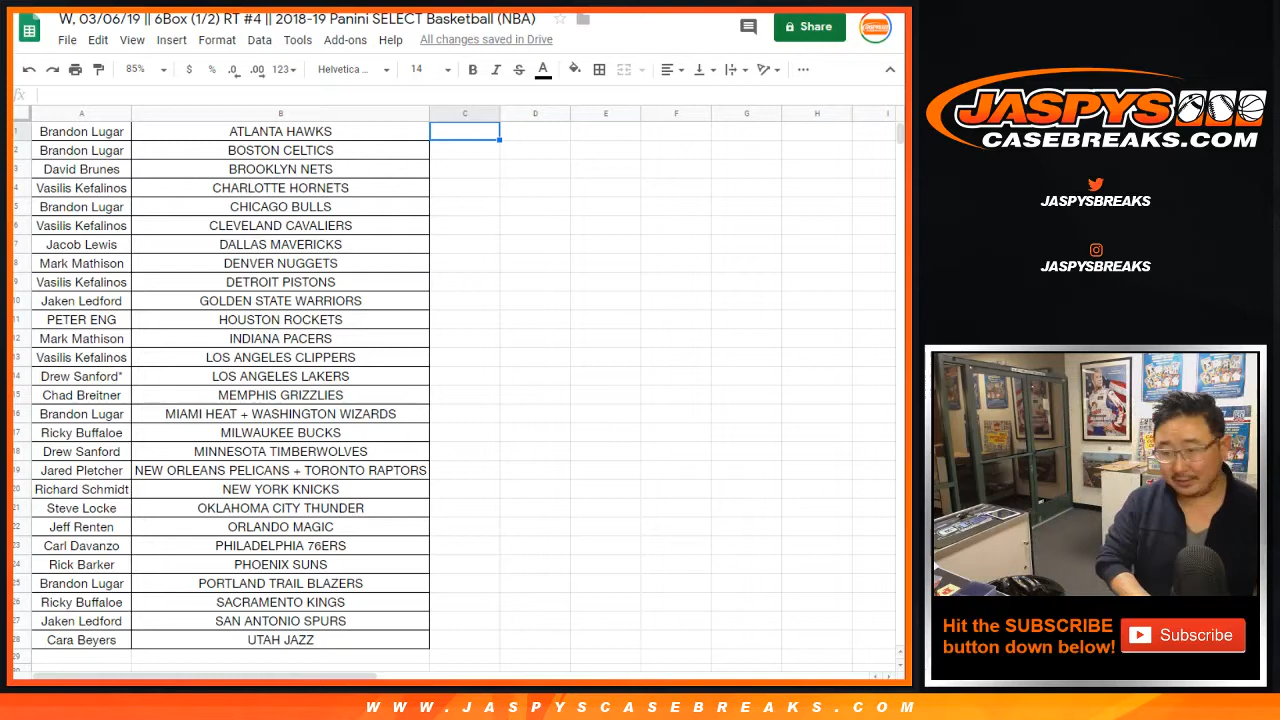 W, 03/06/19 || 6Box (1/2) RT #4 || 2018-19 Panini SELECT Basketball (NBA)
File Edit View Insert Format Data Tools Add-ons Help All changes saved in Drive
Share
85% $ % .0 .00 123 Helvetica ... 14 B I S A
fx
A B C D E F G H I
1 Brandon Lugar ATLANTA HAWKS
2 Brandon Lugar BOSTON CELTICS
3 David Brunes BROOKLYN NETS
4 Vasilis Kefalinos CHARLOTTE HORNETS
5 Brandon Lugar CHICAGO BULLS
6 Vasilis Kefalinos CLEVELAND CAVALIERS
7 Jacob Lewis DALLAS MAVERICKS
8 Mark Mathison DENVER NUGGETS
9 Vasilis Kefalinos DETROIT PISTONS
10 Jaken Ledford GOLDEN STATE WARRIORS
11 PETER ENG HOUSTON ROCKETS
12 Mark Mathison INDIANA PACERS
13 Vasilis Kefalinos LOS ANGELES CLIPPERS
14 Drew Sanford* LOS ANGELES LAKERS
15 Chad Breitner MEMPHIS GRIZZLIES
16 Brandon Lugar MIAMI HEAT + WASHINGTON WIZARDS
17 Ricky Buffaloe MILWAUKEE BUCKS
18 Drew Sanford MINNESOTA TIMBERWOLVES
19 Jared Pletcher NEW ORLEANS PELICANS + TORONTO RAPTORS
20 Richard Schmidt NEW YORK KNICKS
21 Steve Locke OKLAHOMA CITY THUNDER
22 Jeff Renten ORLANDO MAGIC
23 Carl Davanzo PHILADELPHIA 76ERS
24 Rick Barker PHOENIX SUNS
25 Brandon Lugar PORTLAND TRAIL BLAZERS
26 Ricky Buffaloe SACRAMENTO KINGS
27 Jaken Ledford SAN ANTONIO SPURS
28 Cara Beyers UTAH JAZZ
29
JASPYS
CASEBREAKS.COM
JASPYSBREAKS
JASPYSBREAKS
Hit the SUBSCRIBE
button down below!
Subscribe
WWW.JASPYSCASEBREAKS.COM